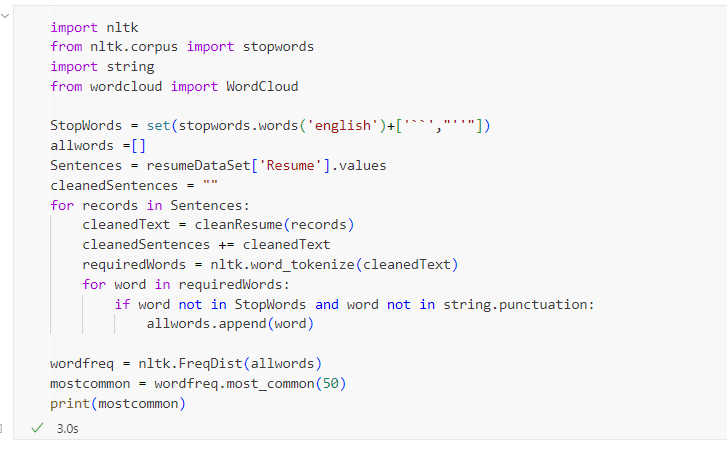 import nltk
from nltk.corpus import stopwords
import string
from wordcloud import WordCloud

StopWords = set(stopwords.words('english')+['``',"''"])
allwords =[]
Sentences = resumeDataSet['Resume'].values
cleanedSentences = ""
for records in Sentences:
    cleanedText = cleanResume(records)
    cleanedSentences += cleanedText
    requiredWords = nltk.word_tokenize(cleanedText)
    for word in requiredWords:
        if word not in StopWords and word not in string.punctuation:
            allwords.append(word)

wordfreq = nltk.FreqDist(allwords)
mostcommon = wordfreq.most_common(50)
print(mostcommon)
] ✓ 3.0s